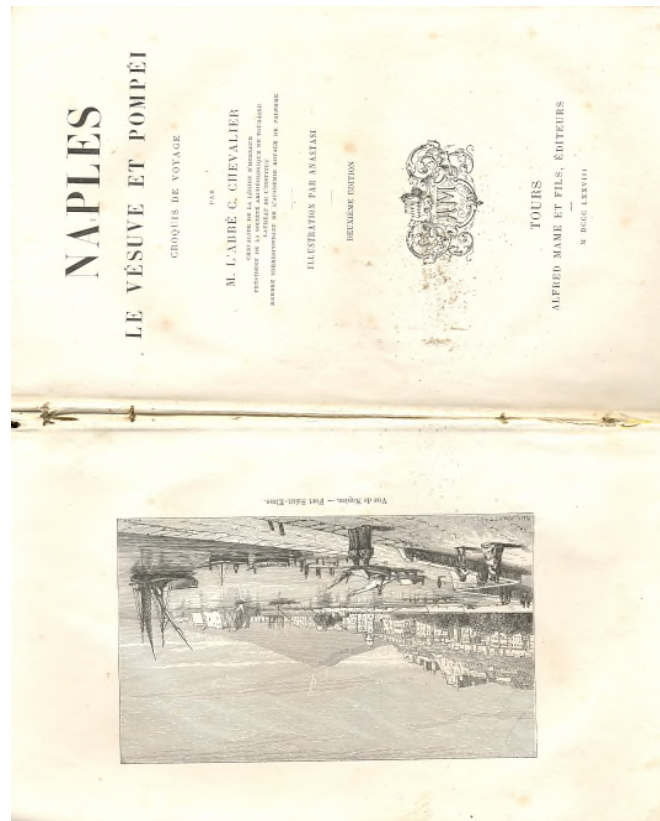 NAPLES
LE VÉSUVE ET POMPÉI
CROQUIS DE VOYAGE
PAR
M. L'ABBÉ C. CHEVALIER
CHEVALIER DE LA LÉGION D'HONNEUR
PRÉSIDENT DE LA SOCIÉTÉ ARCHÉOLOGIQUE DE TOURAINE
LAURÉAT DE L'INSTITUT
MEMBRE CORRESPONDANT DE L'ACADÉMIE ROYALE DE PALERME
ILLUSTRATION PAR ANASTASI
DEUXIÈME ÉDITION
AM
TOURS
ALFRED MAME ET FILS, ÉDITEURS
M DCCC LXXVIII
Vue de Naples. — Fort Saint-Elme.